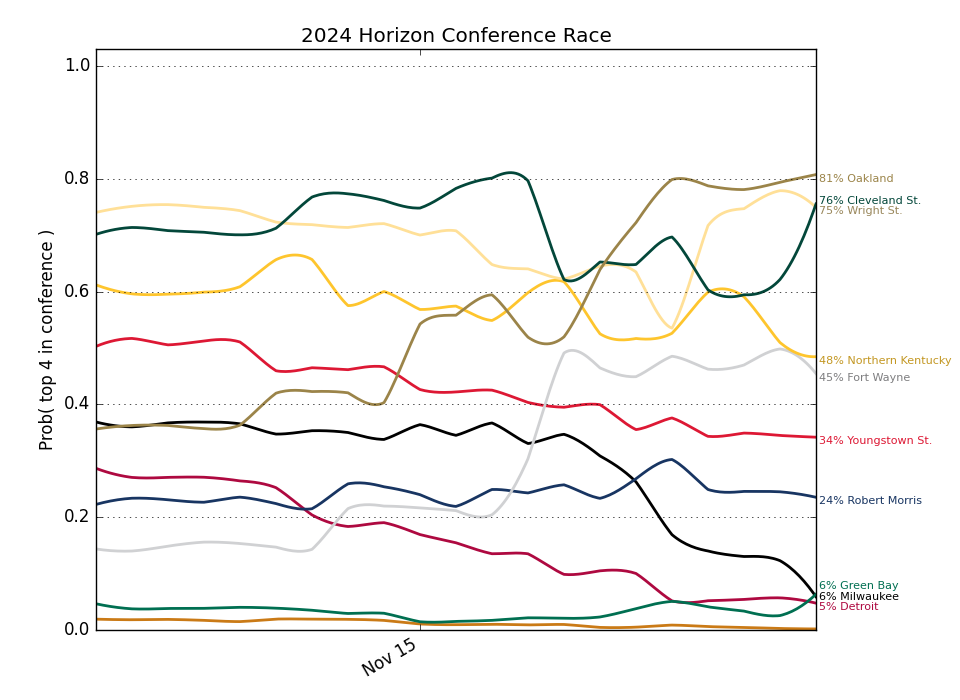 2024 Horizon Conference Race
Prob( top 4 in conference )
1.0
0.8
0.6
0.4
0.2
0.0
Nov 15
81% Oakland
76% Cleveland St.
75% Wright St.
48% Northern Kentucky
45% Fort Wayne
34% Youngstown St.
24% Robert Morris
6% Green Bay
6% Milwaukee
5% Detroit